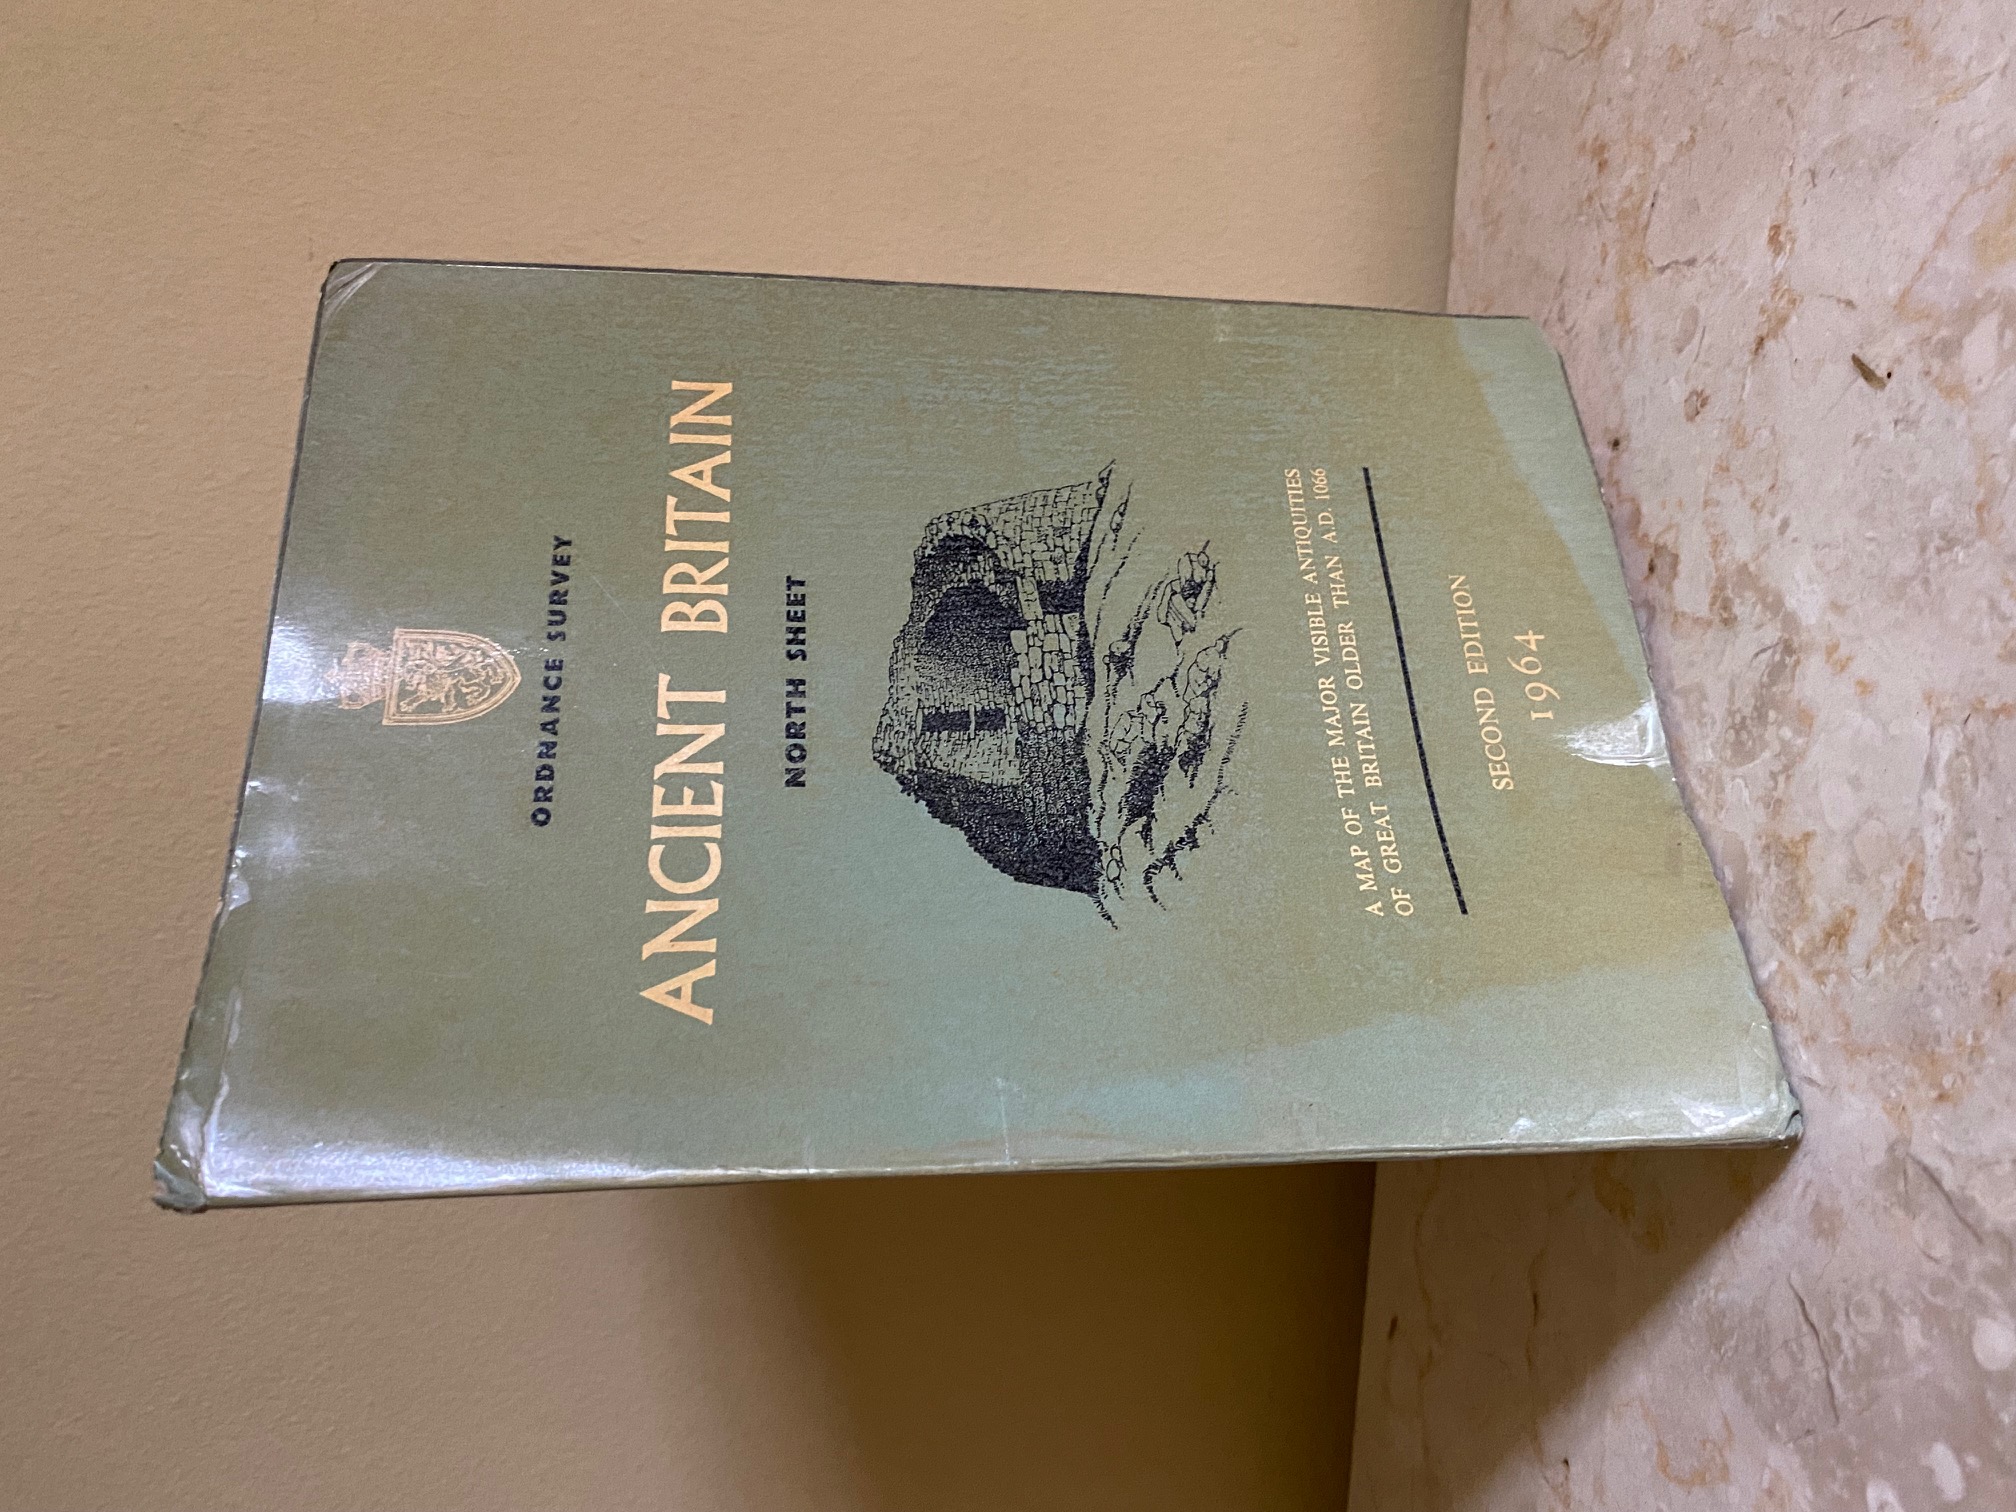 ORDNANCE SURVEY
ANCIENT BRITAIN
NORTH SHEET
A MAP OF THE MAJOR VISIBLE ANTIQUITIES
OF GREAT BRITAIN OLDER THAN A.D. 1066
SECOND EDITION
1964